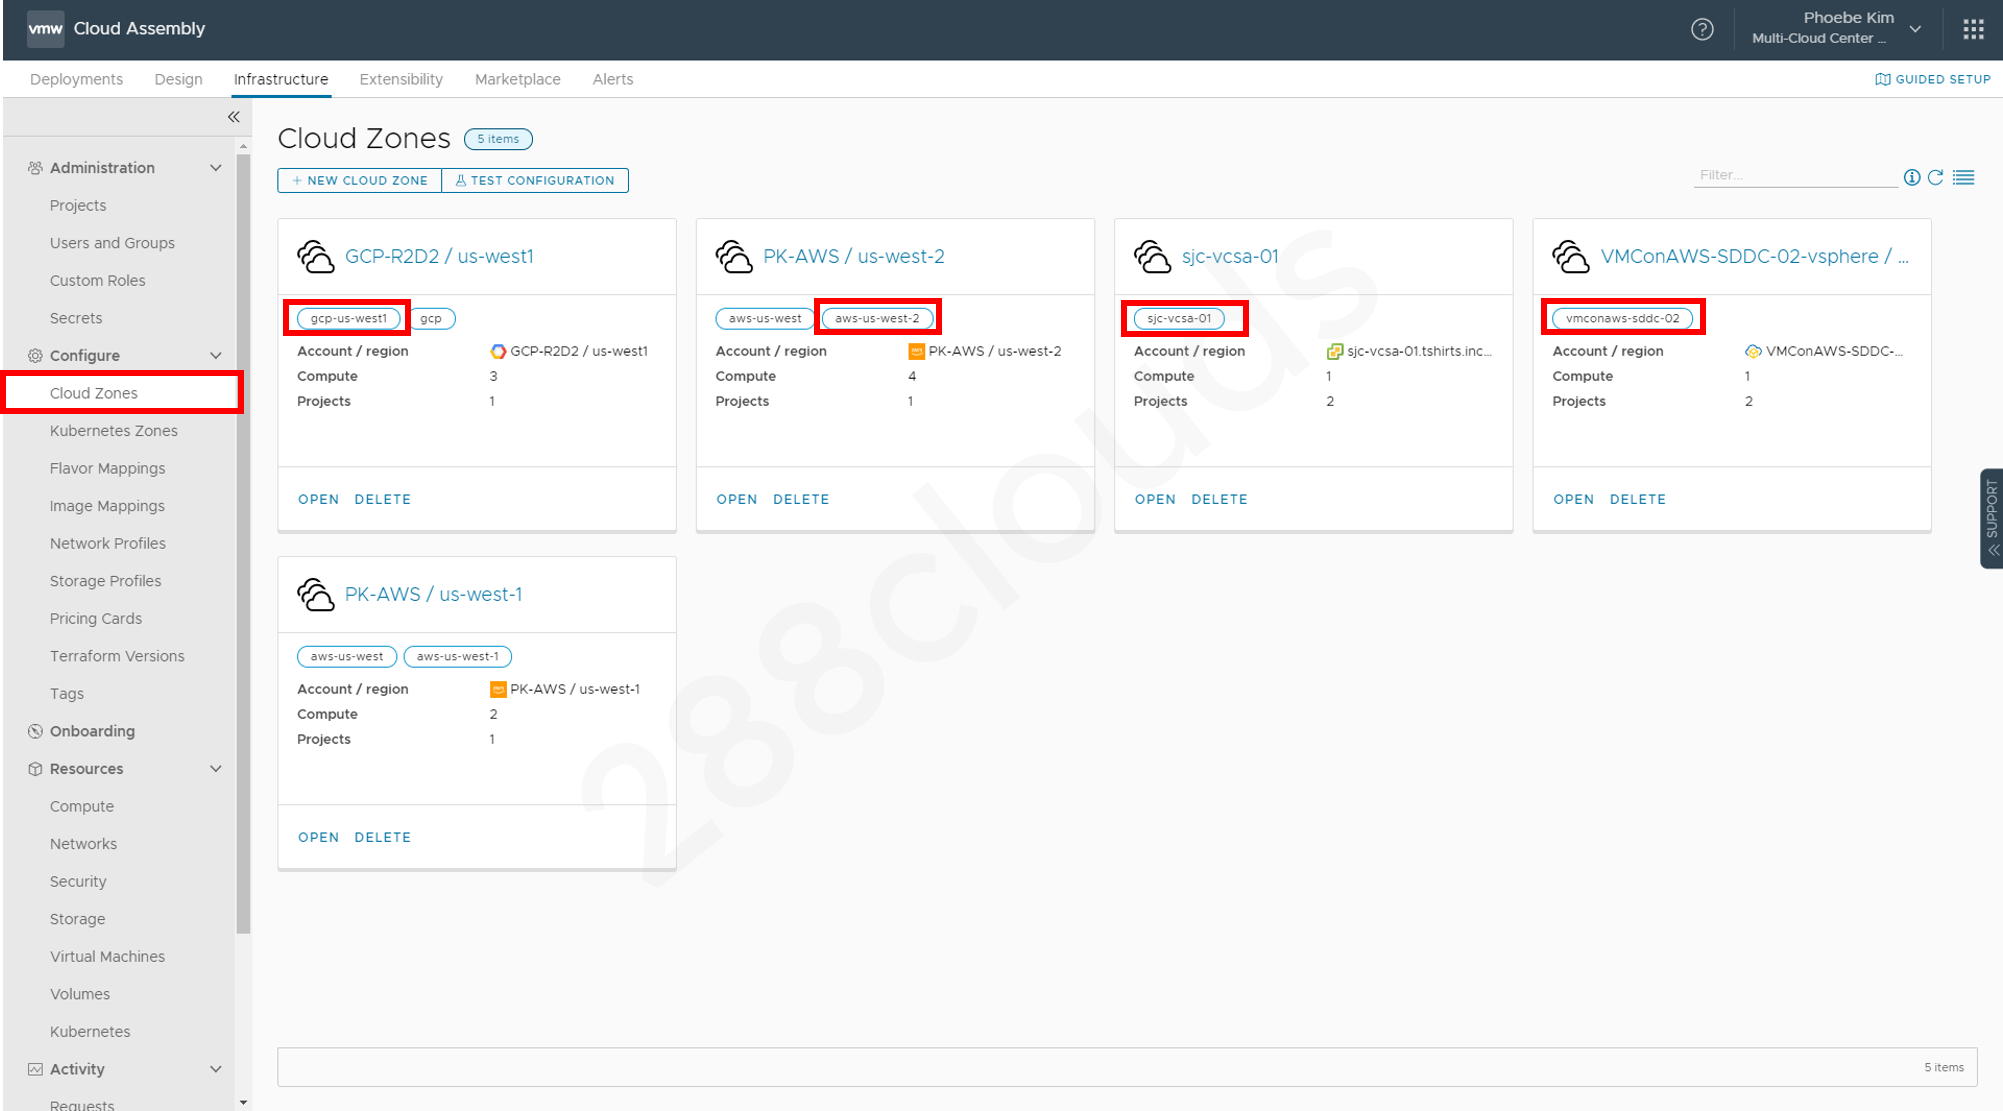 vmw Cloud Assembly
Phoebe Kim
Multi-Cloud Center ...
Deployments Design Infrastructure Extensibility Marketplace Alerts
GUIDED SETUP
Administration
Projects
Users and Groups
Custom Roles
Secrets
Configure
Cloud Zones
Kubernetes Zones
Flavor Mappings
Image Mappings
Network Profiles
Storage Profiles
Pricing Cards
Terraform Versions
Tags
Onboarding
Resources
Compute
Networks
Security
Storage
Virtual Machines
Volumes
Kubernetes
Activity
Requests
Cloud Zones 5 items
+ NEW CLOUD ZONE TEST CONFIGURATION
Filter...
GCP-R2D2 / us-west1
gcp-us-west1 gcp
Account / region GCP-R2D2 / us-west1
Compute 3
Projects 1
OPEN DELETE
PK-AWS / us-west-2
aws-us-west aws-us-west-2
Account / region PK-AWS / us-west-2
Compute 4
Projects 1
OPEN DELETE
sjc-vcsa-01
sjc-vcsa-01
Account / region sjc-vcsa-01.tshirts.inc...
Compute 1
Projects 2
OPEN DELETE
VMConAWS-SDDC-02-vsphere / ...
vmconaws-sddc-02
Account / region VMConAWS-SDDC-...
Compute 1
Projects 2
OPEN DELETE
PK-AWS / us-west-1
aws-us-west aws-us-west-1
Account / region PK-AWS / us-west-1
Compute 2
Projects 1
OPEN DELETE
SUPPORT
288clouds
5 items